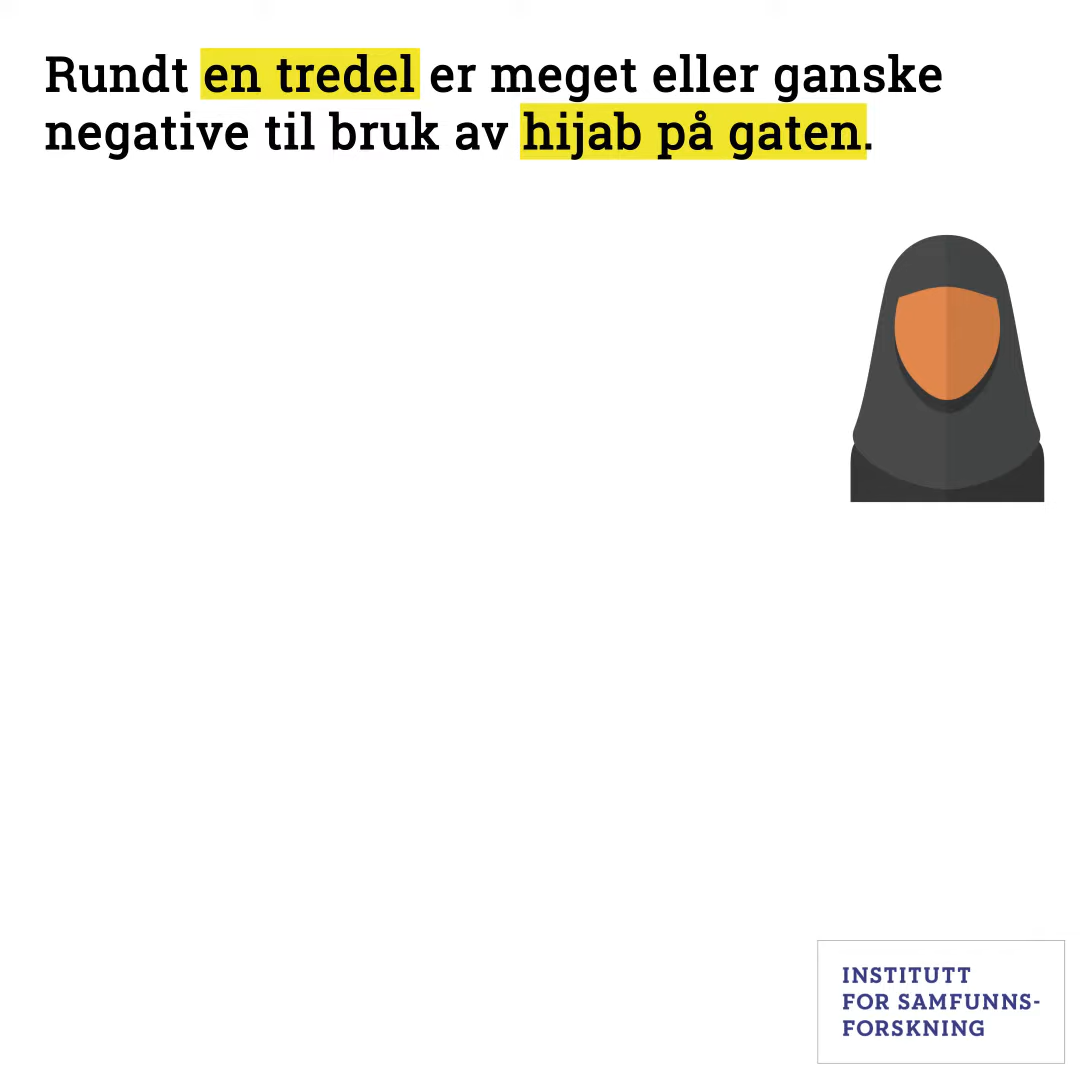 Rundt en tredel er meget eller ganske
negative til bruk av hijab på gaten.
INSTITUTT
FOR SAMFUNNS-
FORSKNING